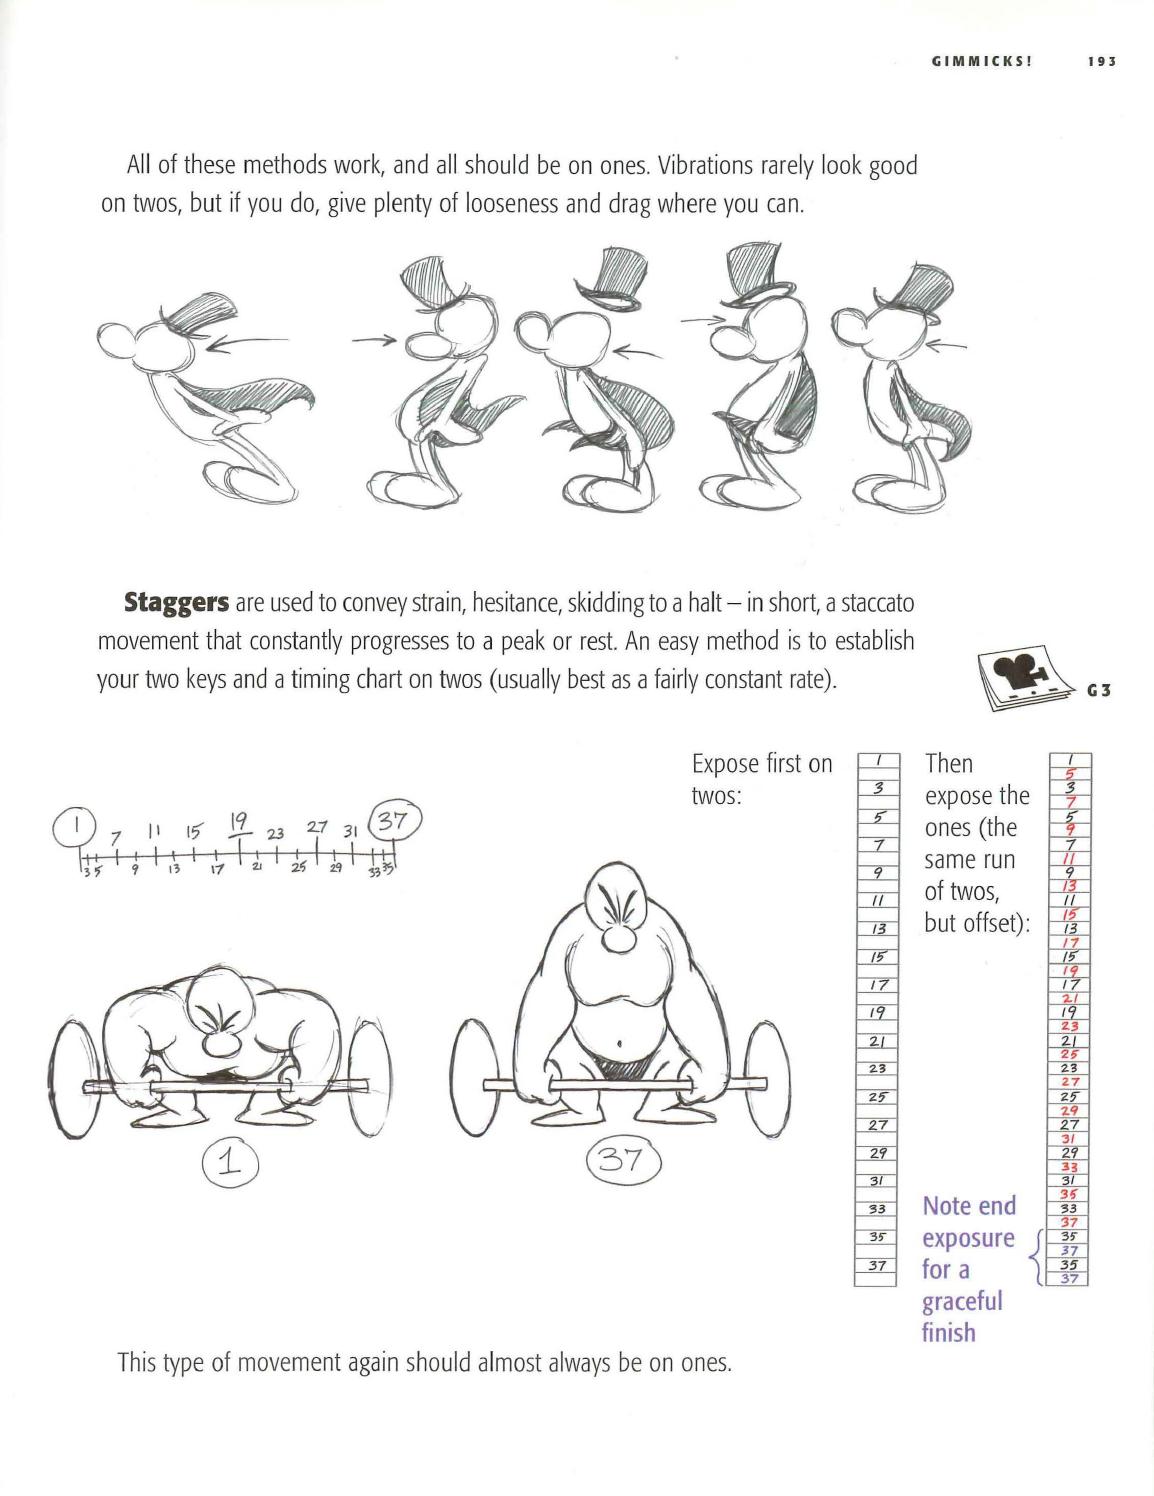 GIMMICKS! 193
All of these methods work, and all should be on ones. Vibrations rarely look good
on twos, but if you do, give plenty of looseness and drag where you can.
Staggers are used to convey strain, hesitance, skidding to a halt – in short, a staccato
movement that constantly progresses to a peak or rest. An easy method is to establish
your two keys and a timing chart on twos (usually best as a fairly constant rate).
G3
1 7 11 15 19 23 27 31 37
3 5 9 13 17 21 25 29 33 35
1
37
Expose first on
twos:
1
3
5
7
9
11
13
15
17
19
21
23
25
27
29
31
33
35
37
Then
expose the
ones (the
same run
of twos,
but offset):
Note end
exposure
for a
graceful
finish
1
5
3
7
5
9
7
11
9
13
11
15
13
17
15
19
17
21
19
23
21
25
23
27
25
29
27
31
29
33
31
35
33
37
35
37
35
37
This type of movement again should almost always be on ones.